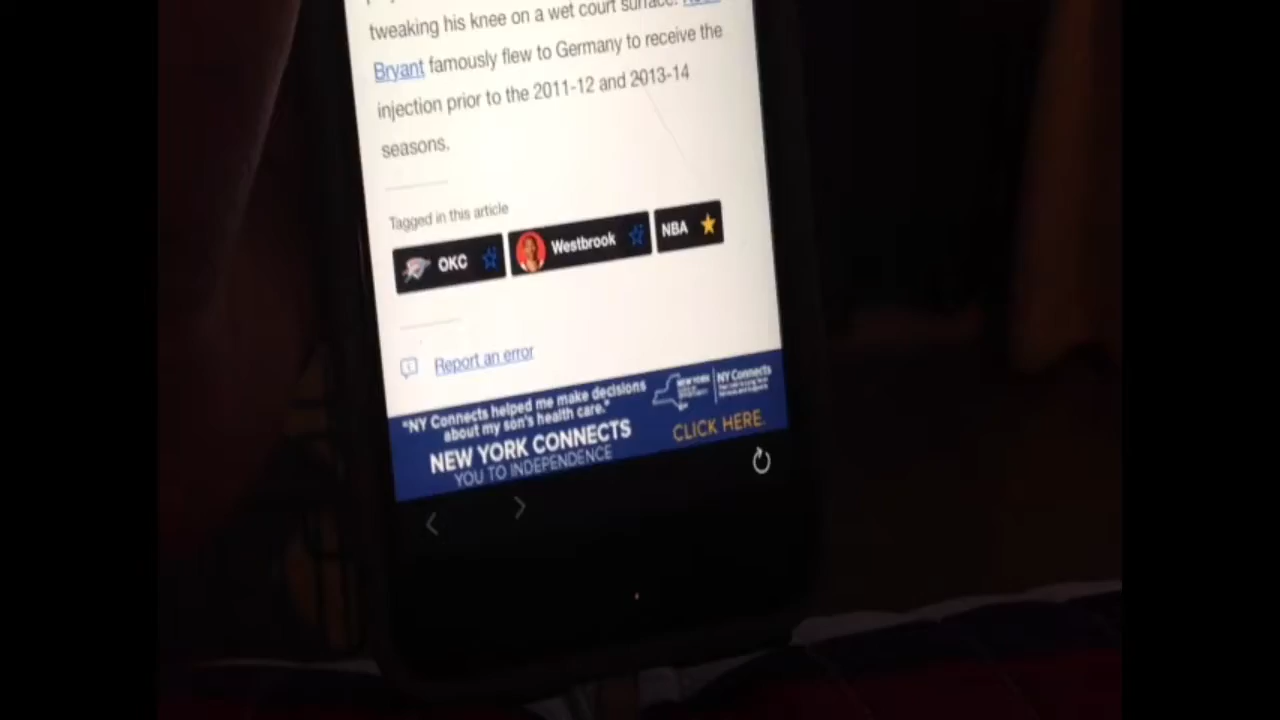 tweaking his knee on a wet court surface.
Bryant famously flew to Germany to receive the
injection prior to the 2011-12 and 2013-14
seasons.
Tagged in this article
OKC Westbrook NBA
Report an error
"NY Connects helped me make decisions
about my son's health care."
NEW YORK CONNECTS
YOU TO INDEPENDENCE
NEW YORK
NY Connects
CLICK HERE.